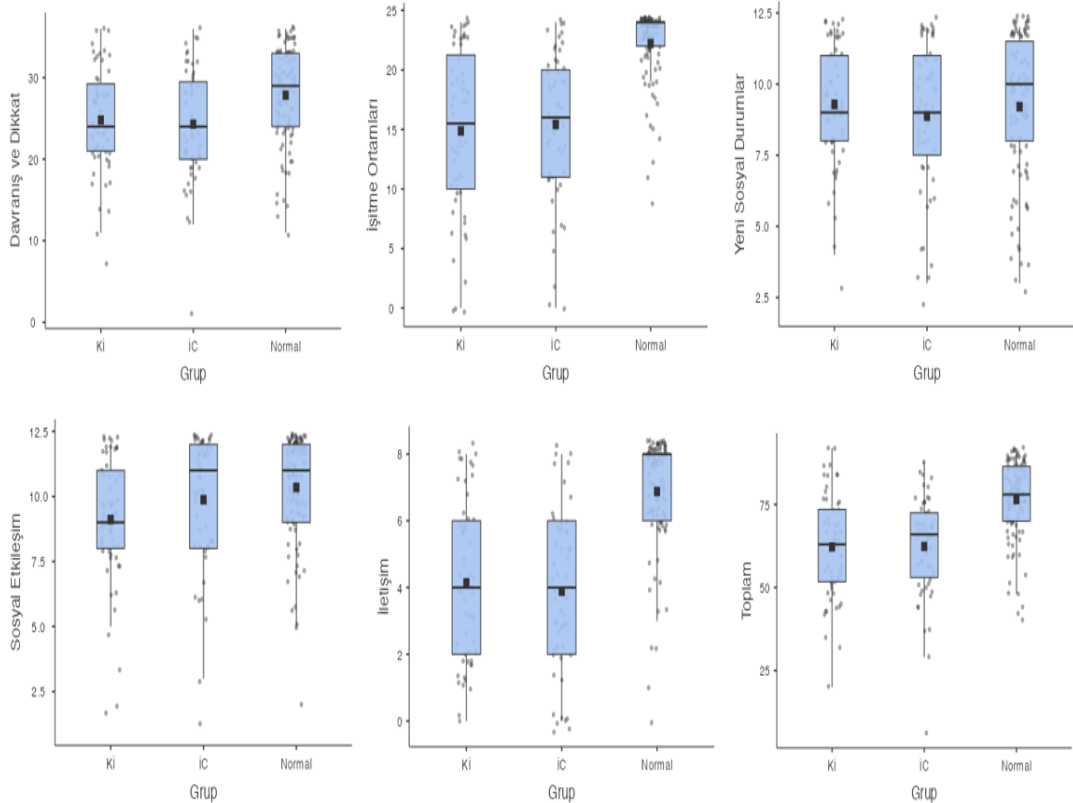 Davranış ve Dikkat
30
20
10
0
Kİ
İC
Normal
Grup
İşitme Ortamları
25
20
15
10
5
0
Kİ
İC
Normal
Grup
Yeni Sosyal Durumlar
12.5
10.0
7.5
5.0
2.5
Kİ
İC
Normal
Grup
Sosyal Etkileşim
12.5
10.0
7.5
5.0
2.5
Kİ
İC
Normal
Grup
İletişim
8
6
4
2
0
Kİ
İC
Normal
Grup
Toplam
75
50
25
Kİ
İC
Normal
Grup